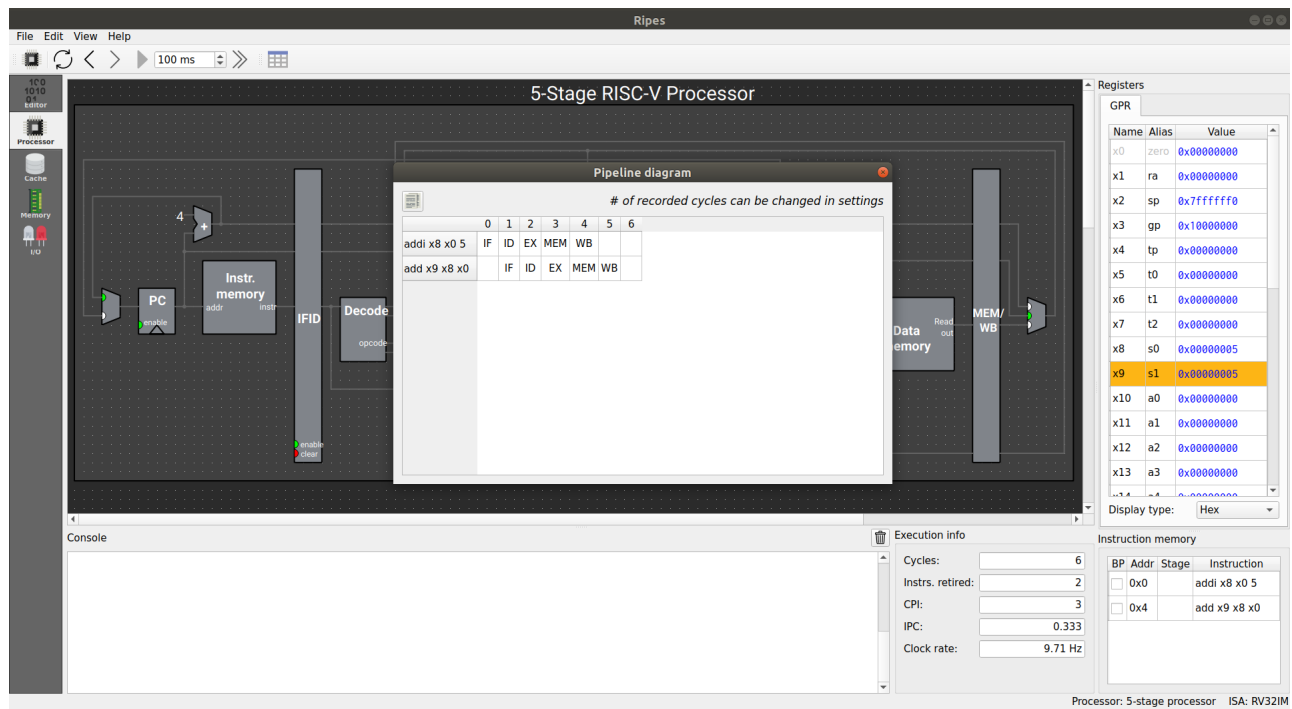 Ripes
File Edit View Help
100 ms
Editor
Processor
Cache
Memory
I/O
5-Stage RISC-V Processor
4
+
PC
enable
Instr.
memory
addr
instr
IFID
enable
clear
Decode
opcode
Data
Read
out
emory
MEM/
WB
Pipeline diagram
# of recorded cycles can be changed in settings
0 1 2 3 4 5 6
addi x8 x0 5 IF ID EX MEM WB
add x9 x8 x0 IF ID EX MEM WB
Registers
GPR
Name Alias Value
x0 zero 0x00000000
x1 ra 0x00000000
x2 sp 0x7ffffff0
x3 gp 0x10000000
x4 tp 0x00000000
x5 t0 0x00000000
x6 t1 0x00000000
x7 t2 0x00000000
x8 s0 0x00000005
x9 s1 0x00000005
x10 a0 0x00000000
x11 a1 0x00000000
x12 a2 0x00000000
x13 a3 0x00000000
Display type: Hex
Console
Execution info
Cycles: 6
Instrs. retired: 2
CPI: 3
IPC: 0.333
Clock rate: 9.71 Hz
Instruction memory
BP Addr Stage Instruction
0x0 addi x8 x0 5
0x4 add x9 x8 x0
Processor: 5-stage processor ISA: RV32IM